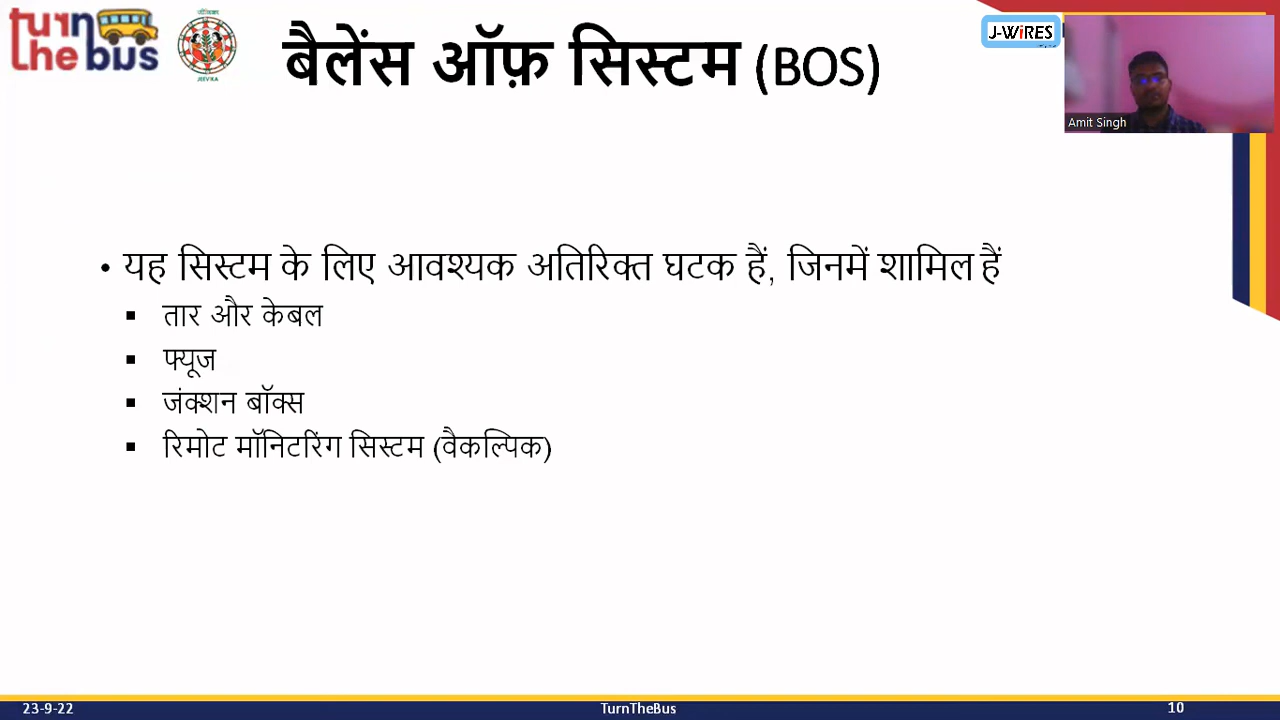 turn
the bus
जीविका
JEEVIKA
बैलेंस ऑफ़ सिस्टम (BOS)
J-WiRES
Amit Singh
• यह सिस्टम के लिए आवश्यक अतिरिक्त घटक हैं, जिनमें शामिल हैं
▪ तार और केबल
▪ फ्यूज
▪ जंक्शन बॉक्स
▪ रिमोट मॉनिटरिंग सिस्टम (वैकल्पिक)
23-9-22
TurnTheBus
10